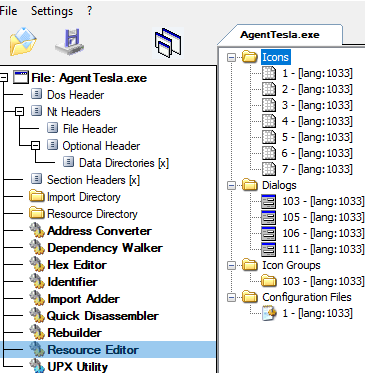 File Settings ?
File: AgentTesla.exe
Dos Header
Nt Headers
File Header
Optional Header
Data Directories [x]
Section Headers [x]
Import Directory
Resource Directory
Address Converter
Dependency Walker
Hex Editor
Identifier
Import Adder
Quick Disassembler
Rebuilder
Resource Editor
UPX Utility
AgentTesla.exe
Icons
1 - [lang:1033]
2 - [lang:1033]
3 - [lang:1033]
4 - [lang:1033]
5 - [lang:1033]
6 - [lang:1033]
7 - [lang:1033]
Dialogs
103 - [lang:1033]
105 - [lang:1033]
106 - [lang:1033]
111 - [lang:1033]
Icon Groups
103 - [lang:1033]
Configuration Files
1 - [lang:1033]